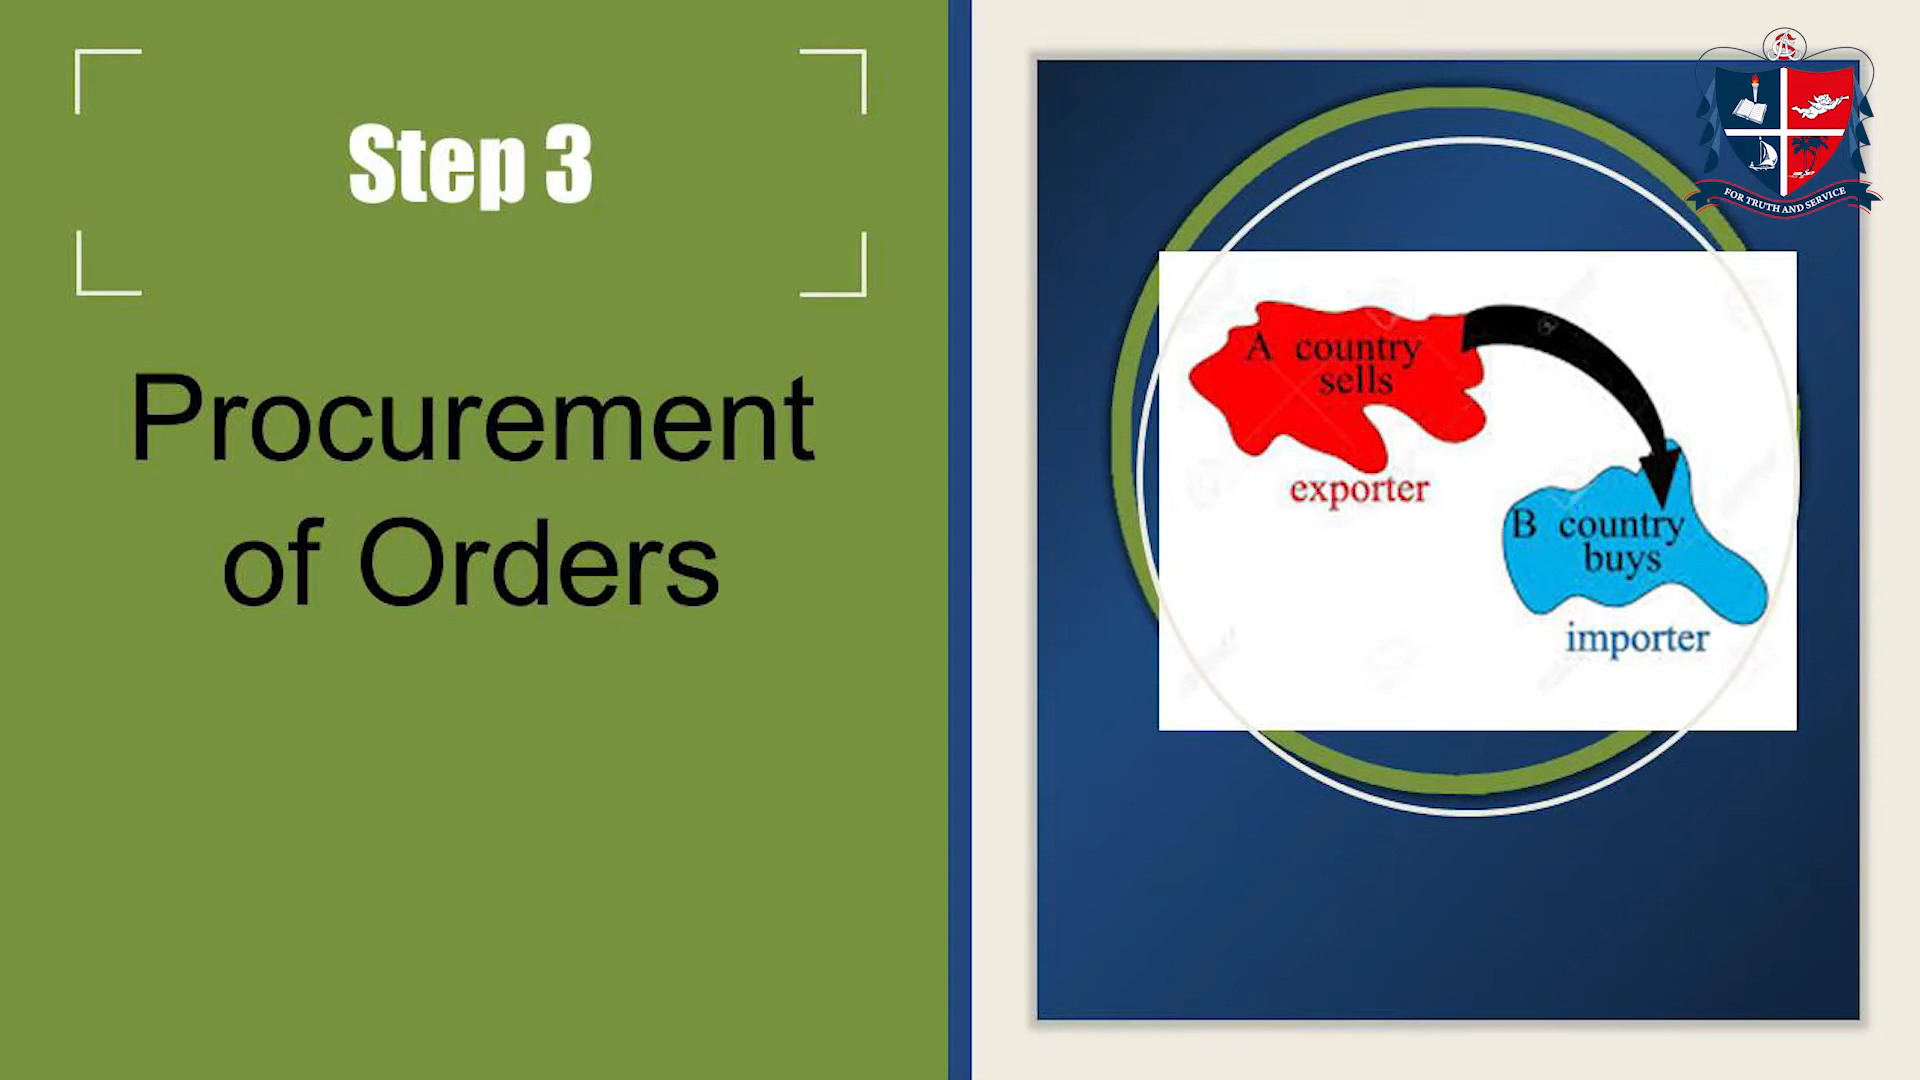 Step 3
Procurement
of Orders
A country
sells
exporter
B country
buys
importer
FOR TRUTH AND SERVICE